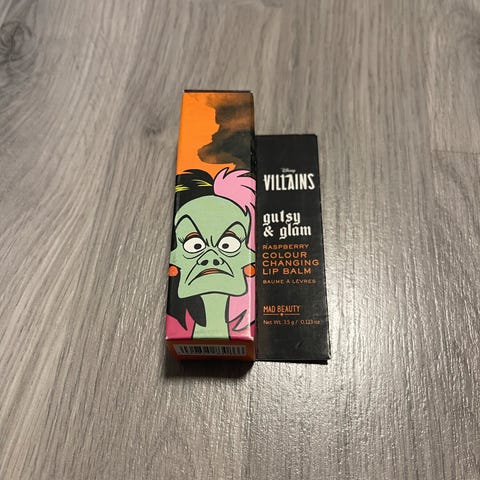 Disney
VILLAINS
gutsy
& glam
RASPBERRY
COLOUR
CHANGING
LIP BALM
BAUME À LÈVRES
MAD BEAUTY
Net Wt. 3.5 g / 0.123 oz